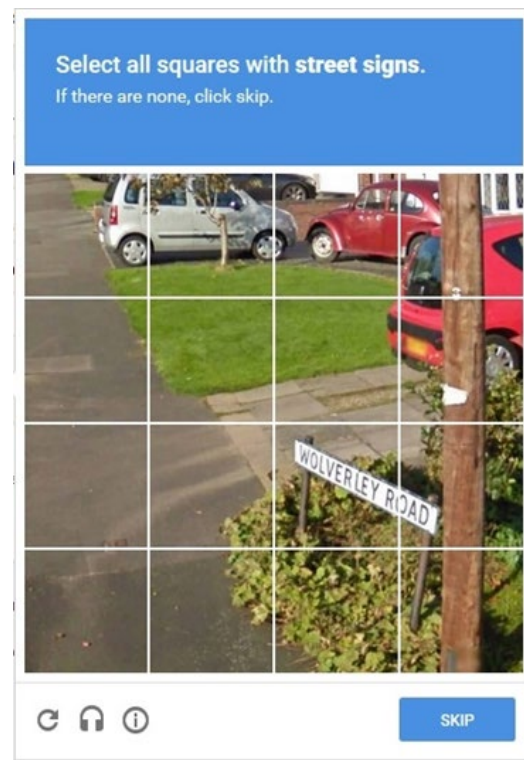 Select all squares with street signs.
If there are none, click skip.
WOLVERLEY ROAD
SKIP